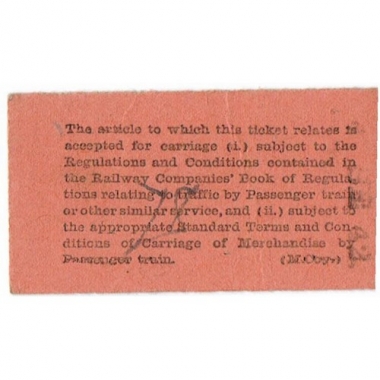 The article to which this ticket relates is
accepted for carriage (i.) subject to the
Regulations and Conditions contained in
the Railway Companies' Book of Regula-
tions relating to traffic by Passenger train
or other similar service, and (ii.) subject to
the appropriate Standard Terms and Con-
ditions of Carriage of Merchandise by
Passenger train. (M.Cpy.)